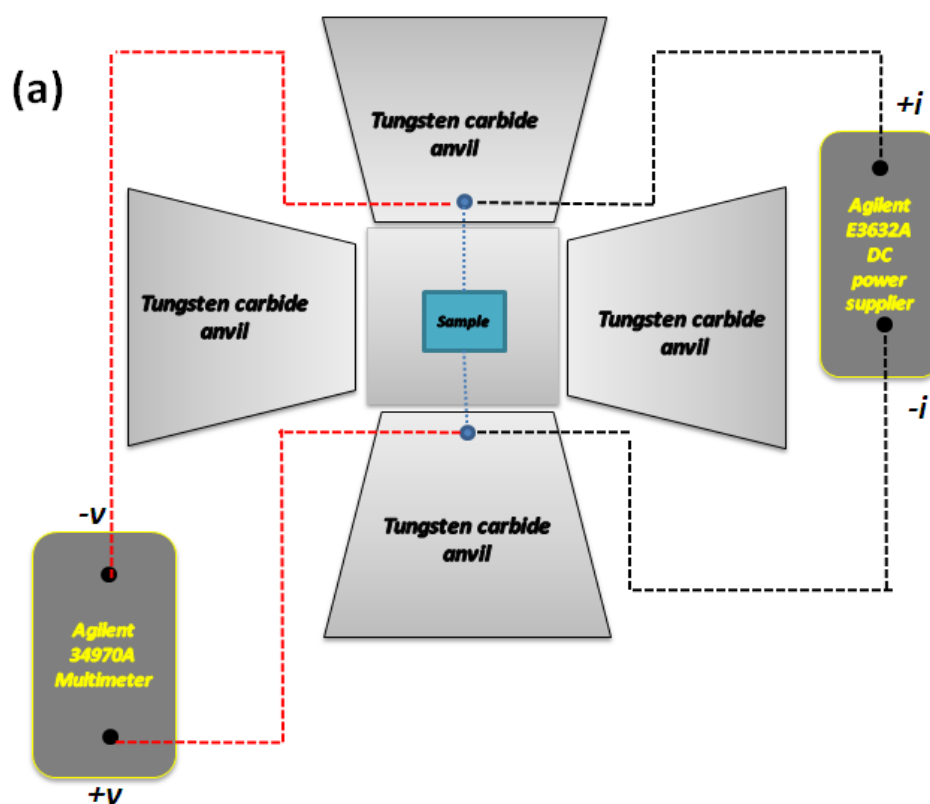 (a)
Tungsten carbide
anvil
+i
Agilent
E3632A
DC
power
supplier
-i
Tungsten carbide
anvil
Sample
Tungsten carbide
anvil
Tungsten carbide
anvil
-v
Agilent
34970A
Multimeter
+v